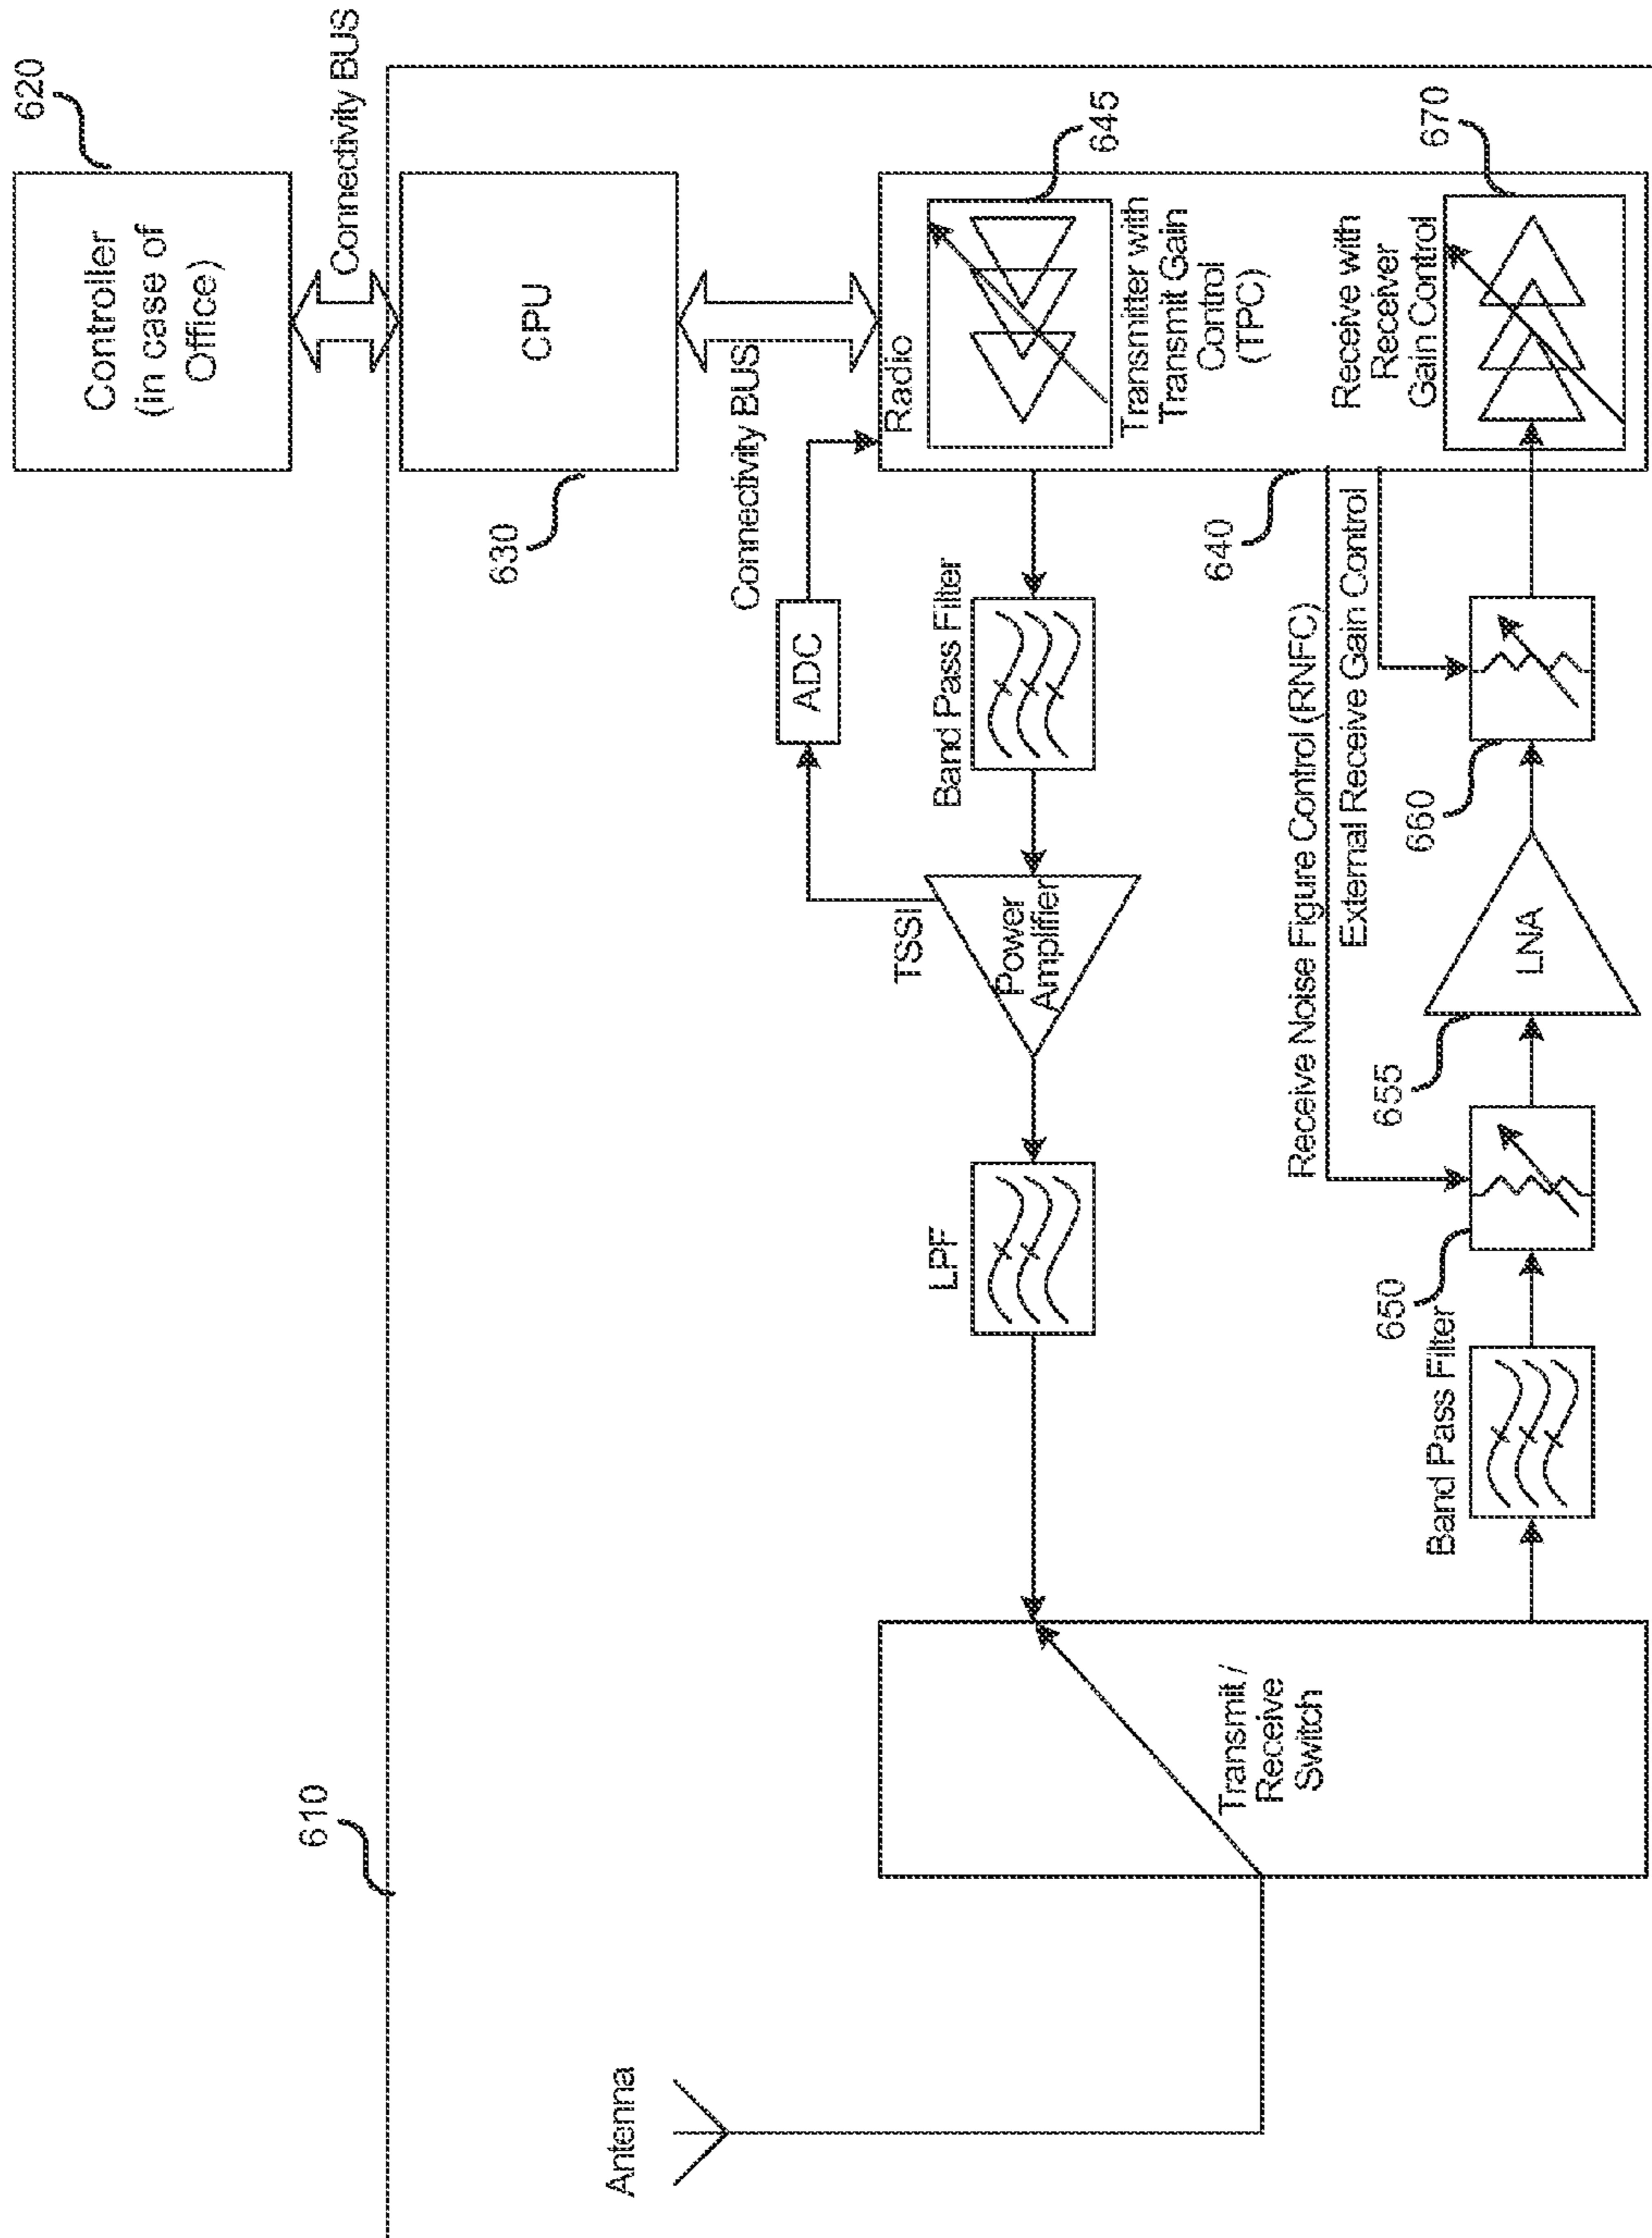 620
Controller
(in case of
Office)
Connectivity BUS
610
CPU
630
Connectivity BUS
Antenna
ADC
TSSI
Radio
645
LPF
Band Pass Filter
Power
Amplifier
Transmitter with
Transmit Gain
Control
(TPC)
Transmit /
Receive
Switch
640
Receive Noise Figure Control (RNFC)
External Receive Gain Control
Receive with
Receiver
Gain Control
670
Band Pass Filter
650
655
LNA
660